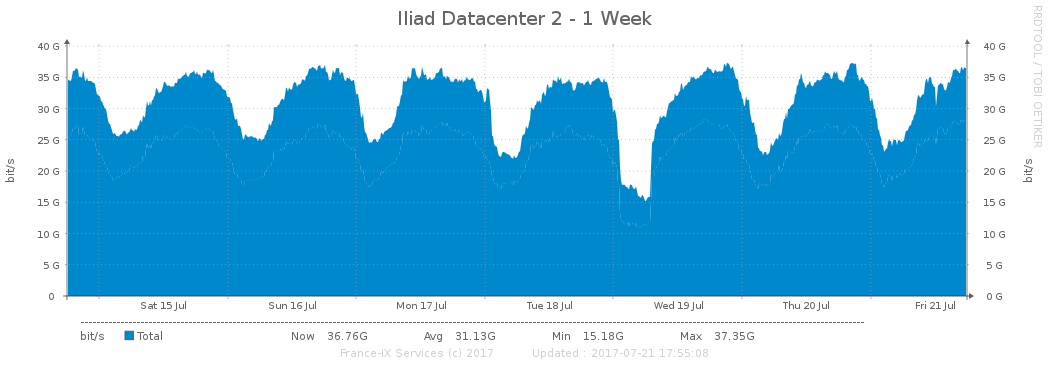 Iliad Datacenter 2 - 1 Week
RRDTOOL / TOBI OETIKER
40 G 40 G
35 G 35 G
30 G 30 G
25 G 25 G
20 G 20 G
15 G 15 G
10 G 10 G
5 G 5 G
0 0 G
bit/s bit/s
Sat 15 Jul Sun 16 Jul Mon 17 Jul Tue 18 Jul Wed 19 Jul Thu 20 Jul Fri 21 Jul
bit/s Total Now 36.76G Avg 31.13G Min 15.18G Max 37.35G
France-IX Services (c) 2017 Updated : 2017-07-21 17:55:08